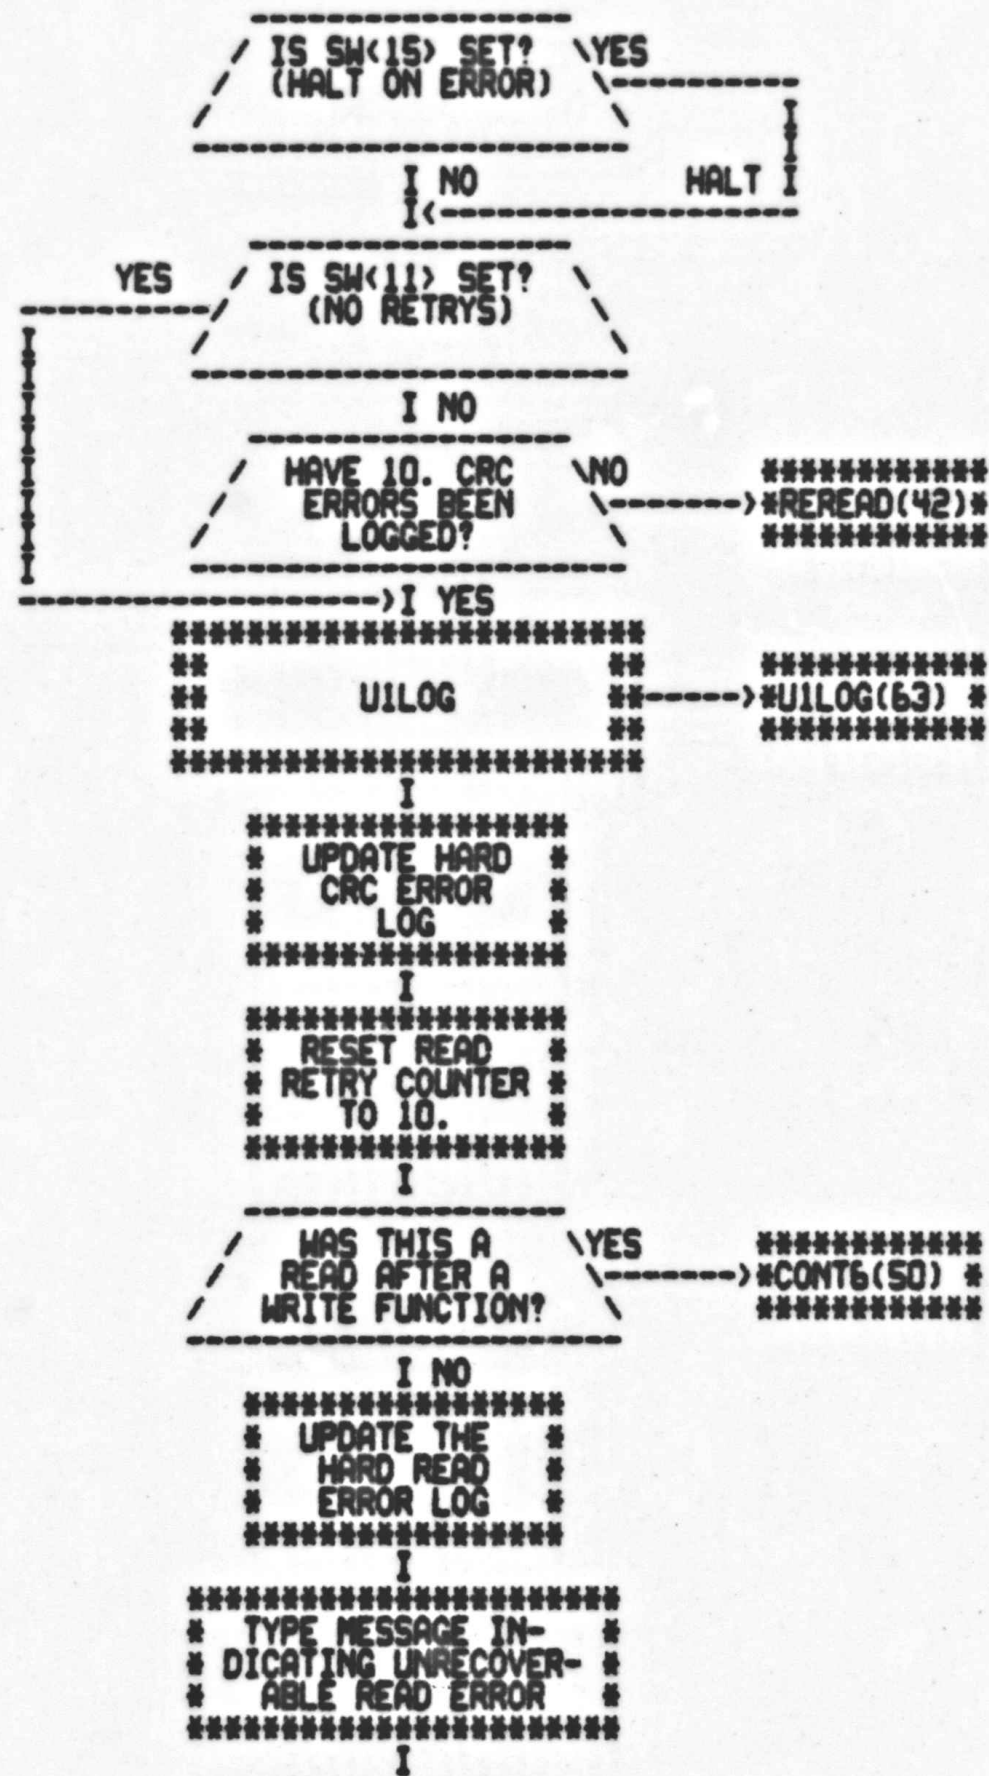 IS SW<15> SET? YES
(HALT ON ERROR)
I NO HALT I
IS SW<11> SET?
YES
(NO RETRYS)
I NO
HAVE 10. CRC NO
ERRORS BEEN
LOGGED?
*REREAD(42)*
I YES
U1LOG
*U1LOG(63) *
UPDATE HARD
CRC ERROR
LOG
RESET READ
RETRY COUNTER
TO 10.
WAS THIS A YES
READ AFTER A
WRITE FUNCTION?
*CONT6(50) *
I NO
UPDATE THE
HARD READ
ERROR LOG
TYPE MESSAGE IN-
DICATING UNRECOVER-
ABLE READ ERROR